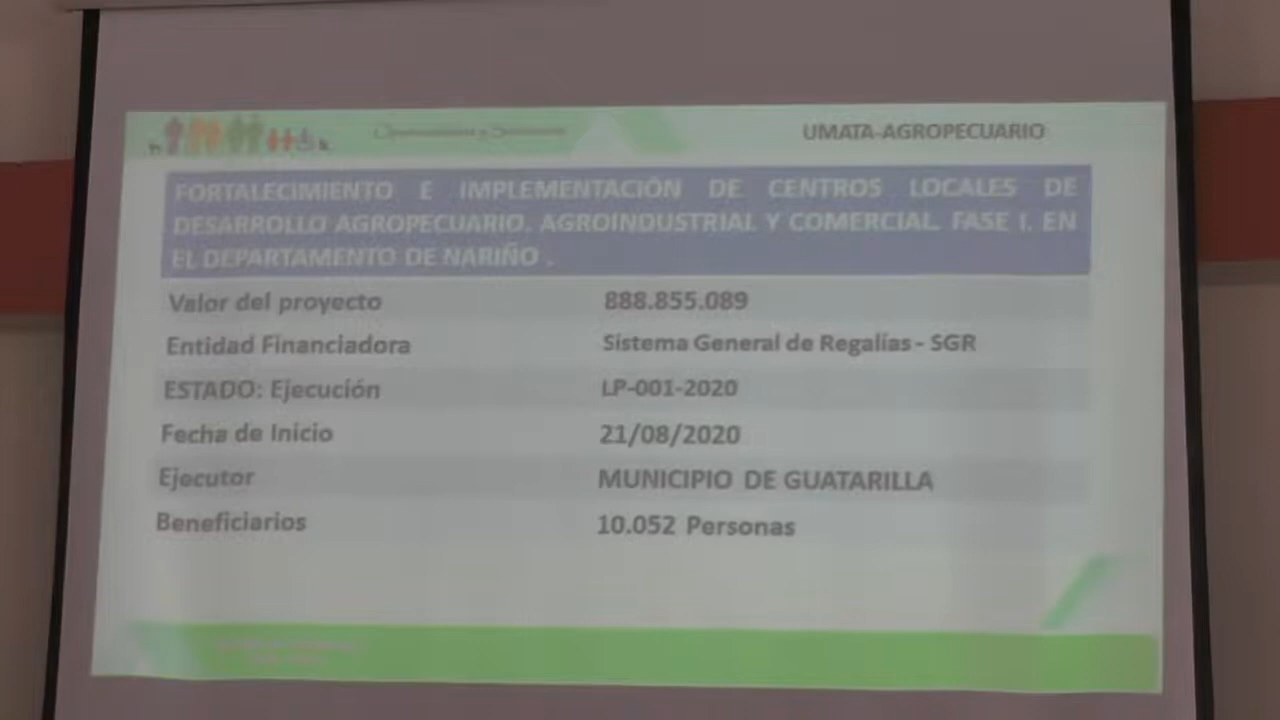 UMATA-AGROPECUARIO
FORTALECIMIENTO E IMPLEMENTACIÓN DE CENTROS LOCALES DE
DESARROLLO AGROPECUARIO, AGROINDUSTRIAL Y COMERCIAL. FASE I. EN
EL DEPARTAMENTO DE NARIÑO .
Valor del proyecto 888.855.089
Entidad Financiadora Sistema General de Regalías - SGR
ESTADO: Ejecución LP-001-2020
Fecha de Inicio 21/08/2020
Ejecutor MUNICIPIO DE GUATARILLA
Beneficiarios 10.052 Personas